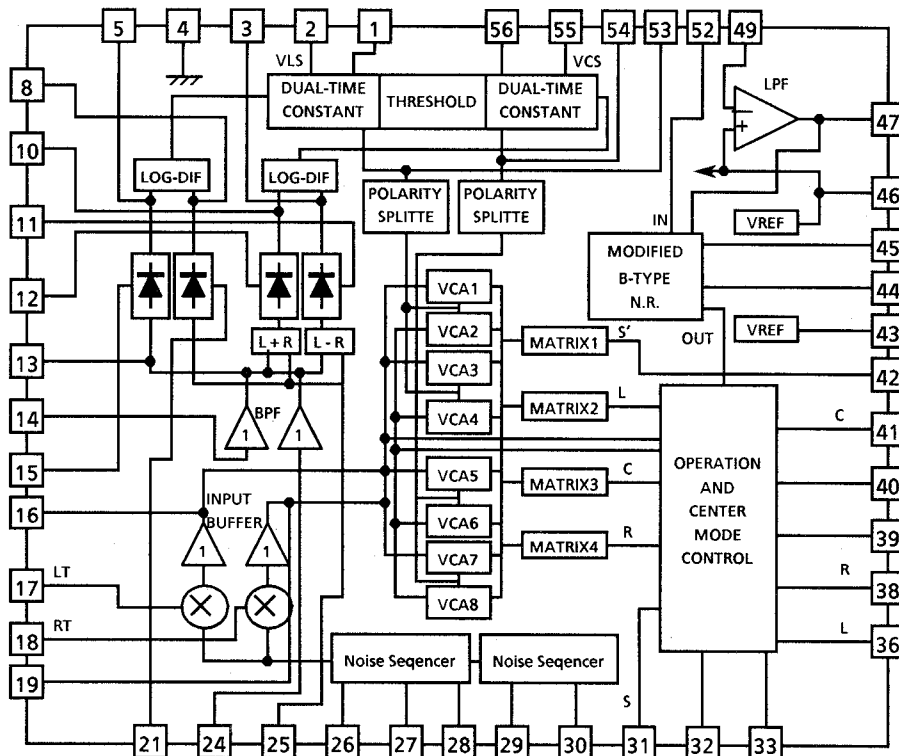 5 4 3 2 1 56 55 54 53 52 49
VLS
VCS
LPF
8
DUAL-TIME
CONSTANT
THRESHOLD
DUAL-TIME
CONSTANT
−
+
47
10
LOG-DIF
LOG-DIF
POLARITY
SPLITTE
POLARITY
SPLITTE
46
11
IN
VREF
45
MODIFIED
B-TYPE
N.R.
12
44
VCA1
OUT
VREF
43
L + R
L - R
VCA2
MATRIX1
S'
13
VCA3
42
14
BPF
1
1
VCA4
MATRIX2
L
C
41
15
VCA5
MATRIX3
C
OPERATION
AND
CENTER
MODE
CONTROL
40
16
INPUT
BUFFER
VCA6
39
1
1
MATRIX4
R
17
LT
VCA7
R
38
18
RT
VCA8
L
36
19
Noise Seqencer
Noise Seqencer
S
21 24 25 26 27 28 29 30 31 32 33